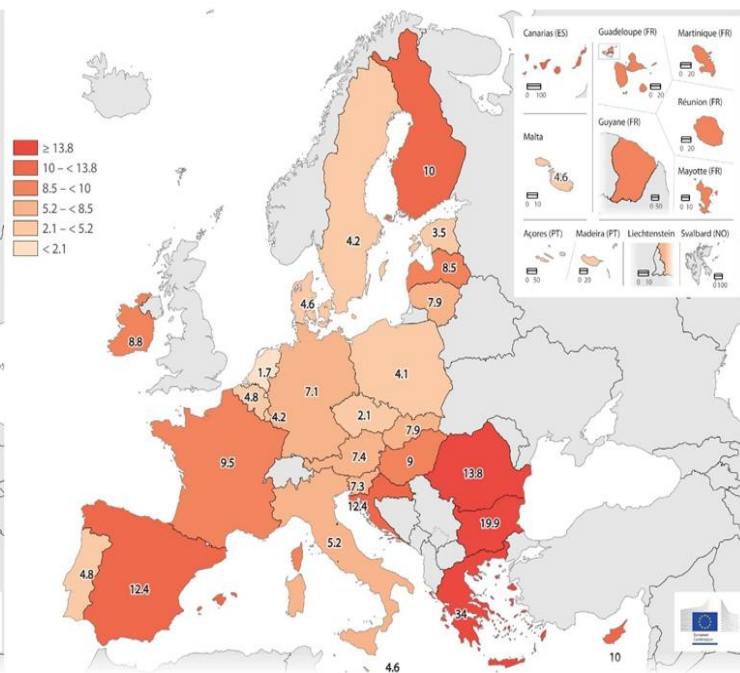 ≥ 13.8
10 – < 13.8
8.5 – < 10
5.2 – < 8.5
2.1 – < 5.2
< 2.1
Canarias (ES)
0 100
Guadeloupe (FR)
0 20
Martinique (FR)
0 20
Réunion (FR)
0 20
Guyane (FR)
0 50
Mayotte (FR)
0 10
Malta
4.6
0 10
Açores (PT)
0 50
Madeira (PT)
0 20
Liechtenstein
0 10
Svalbard (NO)
0 100
10
4.2
3.5
8.5
7.9
4.6
8.8
1.7
4.8
4.2
7.1
4.1
2.1
7.9
7.4
9
13.8
9.5
7.3
12.4
19.9
5.2
4.8
12.4
34
4.6
10
European
Commission